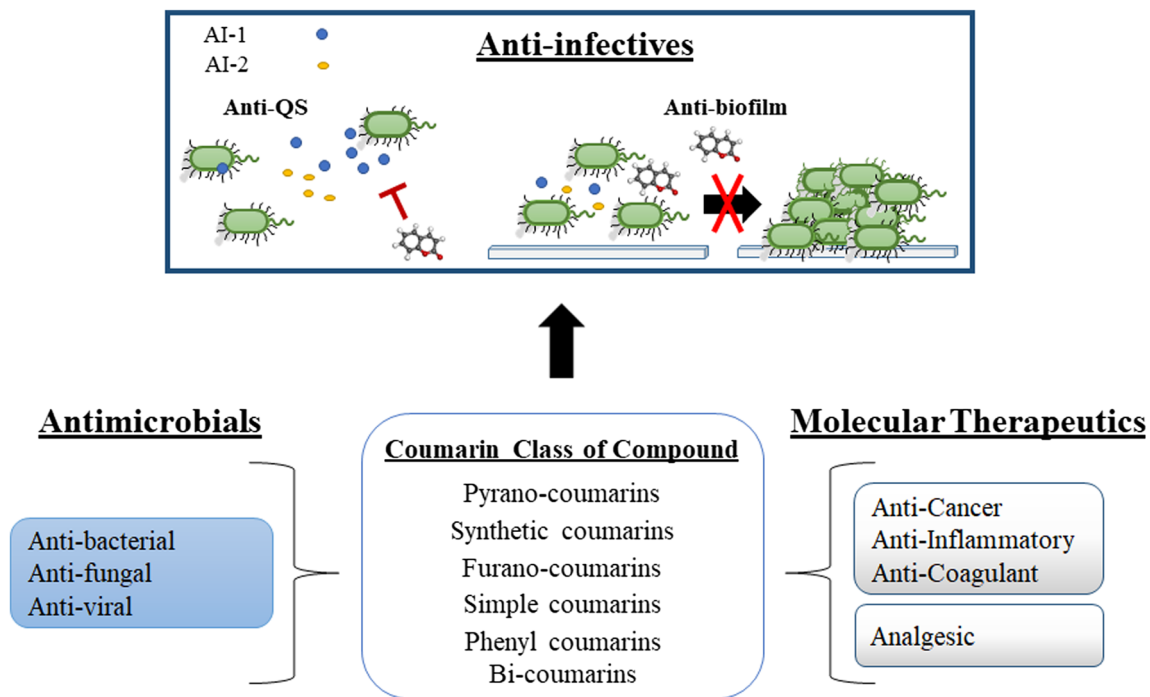 AI-1
AI-2
Anti-infectives
Anti-QS
Anti-biofilm
Antimicrobials
Anti-bacterial
Anti-fungal
Anti-viral
Coumarin Class of Compound
Pyrano-coumarins
Synthetic coumarins
Furano-coumarins
Simple coumarins
Phenyl coumarins
Bi-coumarins
Molecular Therapeutics
Anti-Cancer
Anti-Inflammatory
Anti-Coagulant
Analgesic